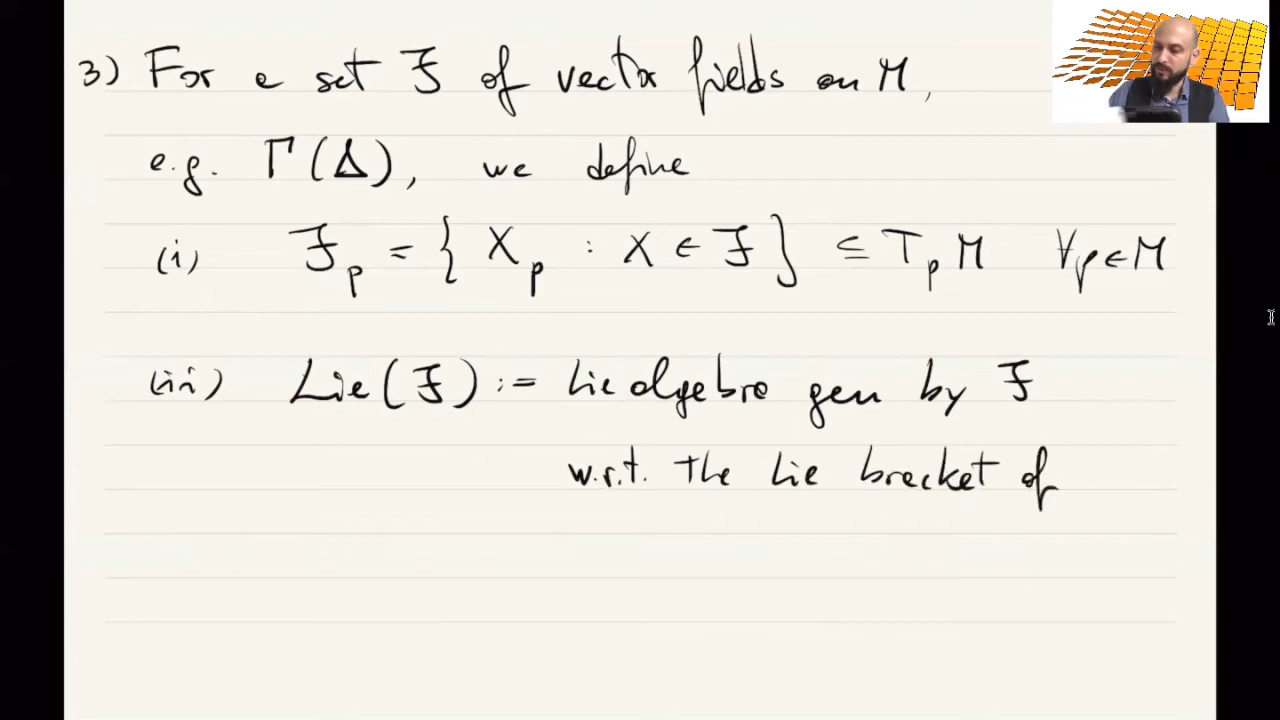 3) For a set ℱ of vector fields on M,
e.g. Γ(Δ), we define
(i) ℱ_p = { X_p : X ∈ ℱ } ⊆ T_p M ∀p∈M
(ii) Lie(ℱ) := Lie algebra gen by ℱ
w.r.t. the Lie bracket of